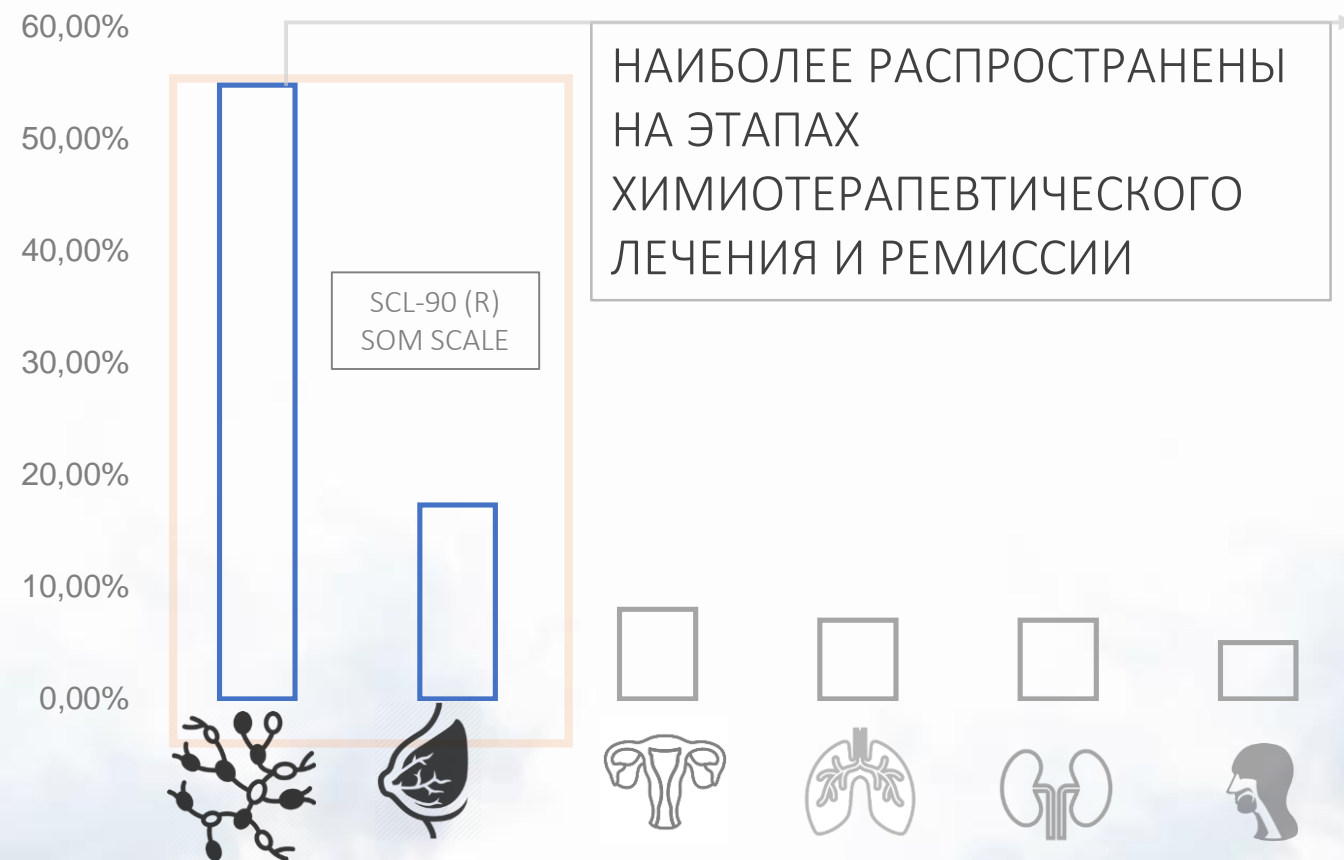 60,00%
50,00%
40,00%
30,00%
20,00%
10,00%
0,00%
SCL-90 (R)
SOM SCALE
НАИБОЛЕЕ РАСПРОСТРАНЕНЫ
НА ЭТАПАХ
ХИМИОТЕРАПЕВТИЧЕСКОГО
ЛЕЧЕНИЯ И РЕМИССИИ